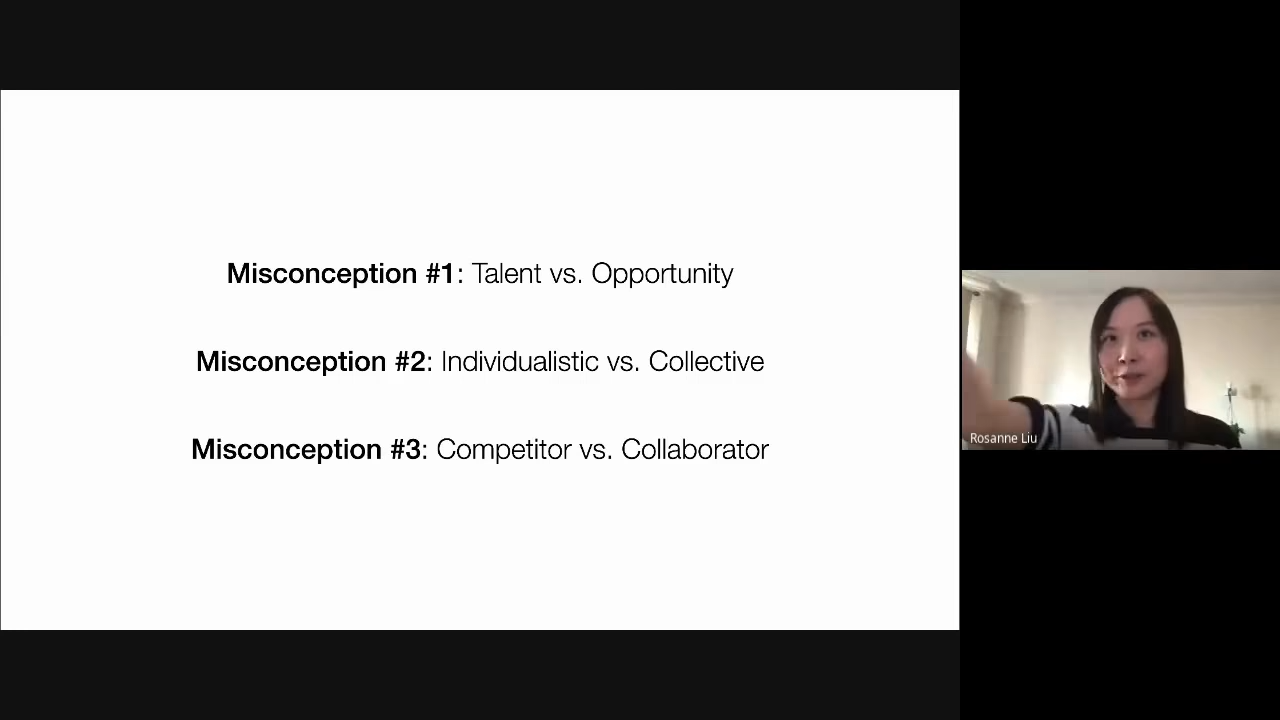 Misconception #1: Talent vs. Opportunity
Misconception #2: Individualistic vs. Collective
Misconception #3: Competitor vs. Collaborator
Rosanne Liu